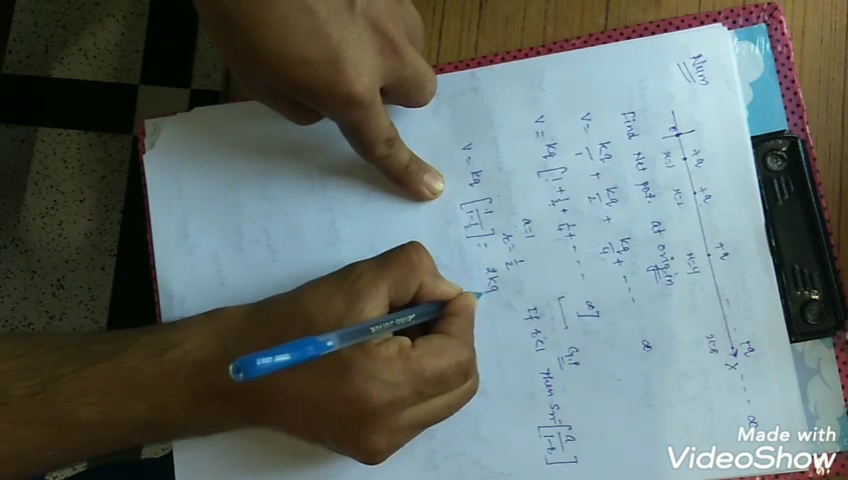 Num
+q +q +q +q
x=1 x=2 x=4 x=8 X ∞
Find Net pot. at origin
V = kq/1 + kq/2 + kq/4 + --- ∞
V = kq [1 + 1/2 + 1/4 + --- ∞] → G.P
a=1
r = 1/2 If r<1 then Sn = [a/1-r]
V = kq [1/1-1/2] = 2kq
Made with
VideoShow